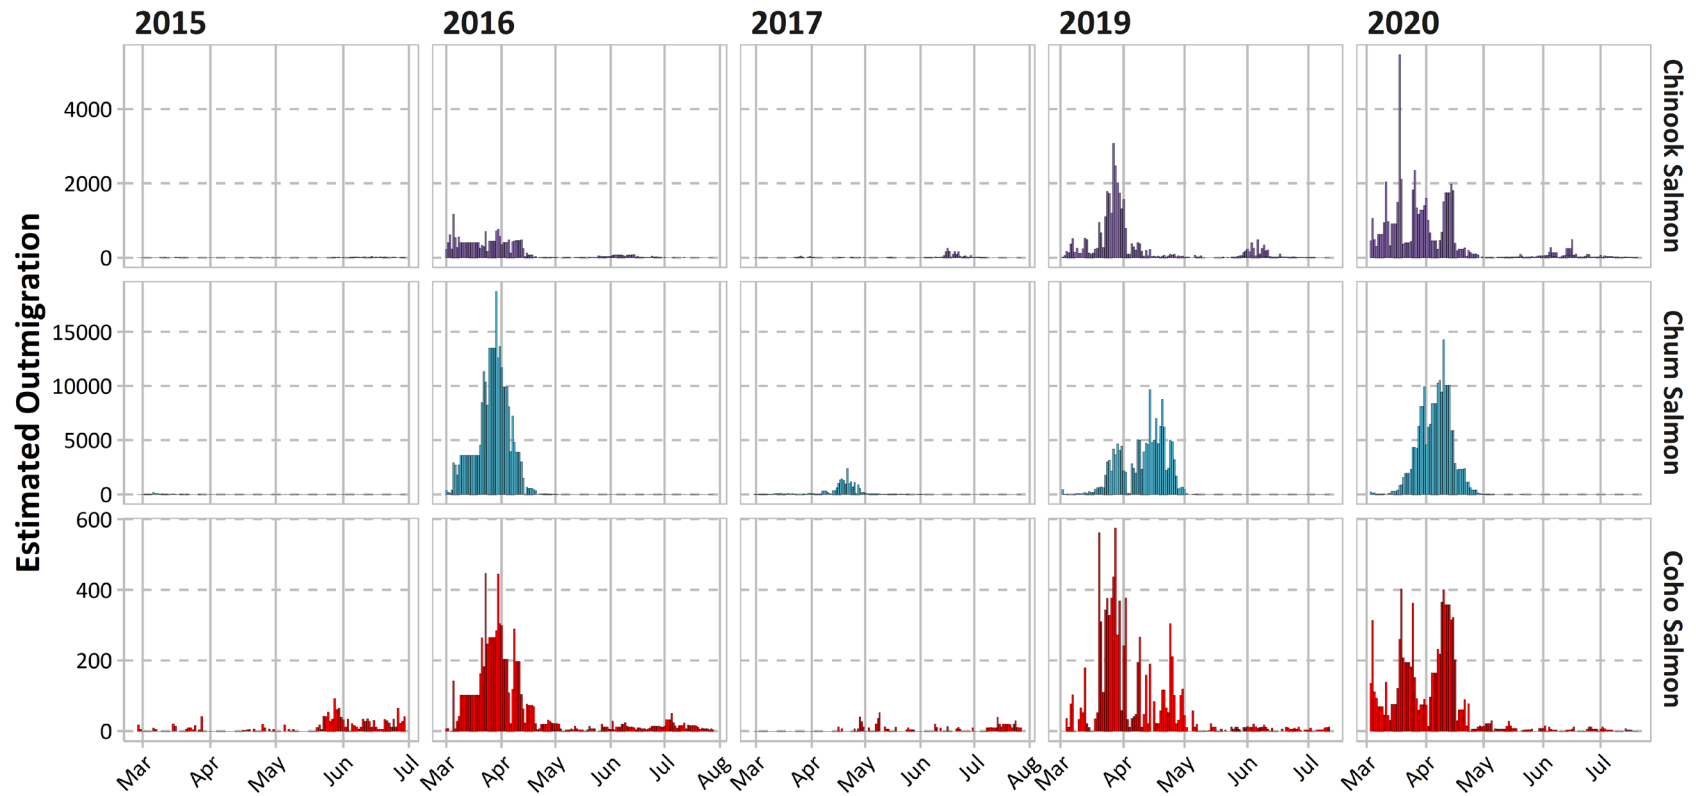 2015 2016 2017 2019 2020
Estimated Outmigration
4000
2000
0
Chinook Salmon
15000
10000
5000
0
Chum Salmon
600
400
200
0
Coho Salmon
Mar Apr May Jun Jul Mar Apr May Jun Jul Aug Mar Apr May Jun Jul Aug Mar Apr May Jun Jul Mar Apr May Jun Jul